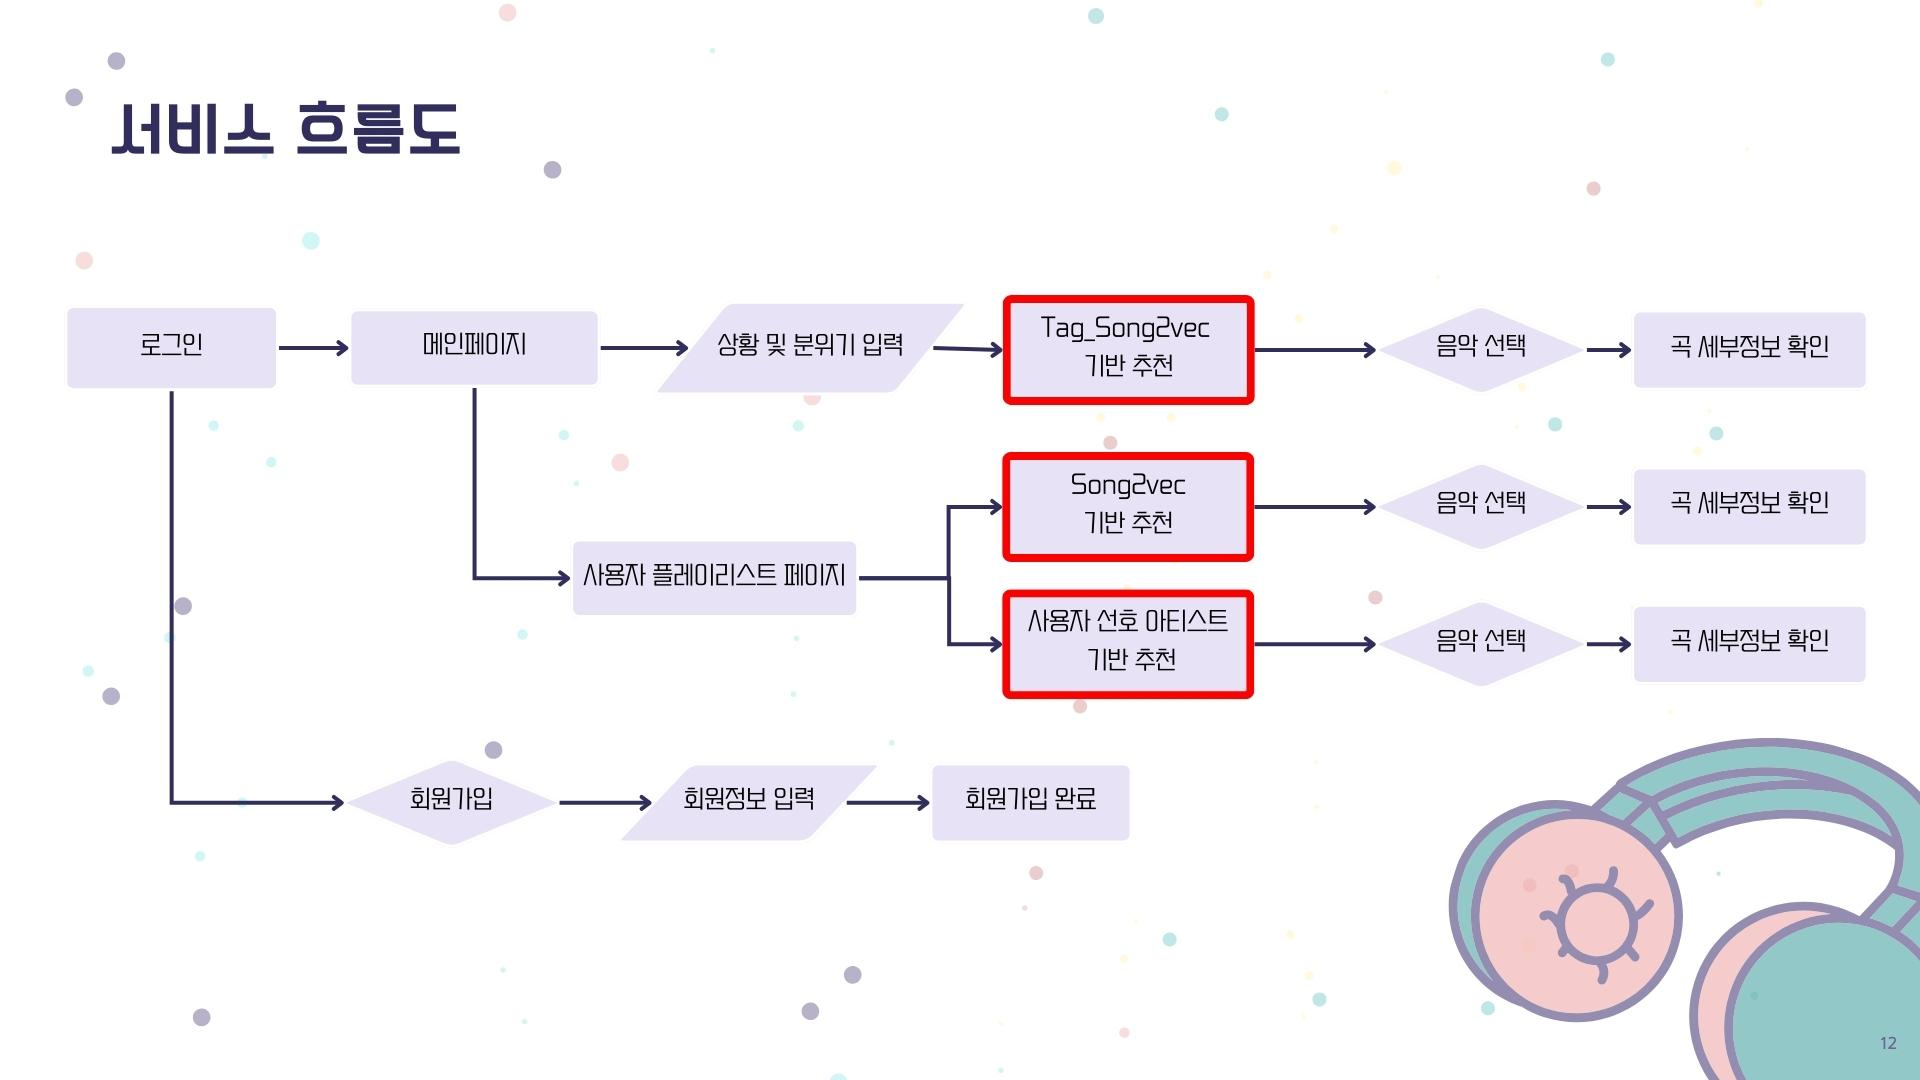 서비스 흐름도
로그인
메인페이지
상황 및 분위기 입력
Tag_Song2vec
기반 추천
음악 선택
곡 세부정보 확인
Song2vec
기반 추천
음악 선택
곡 세부정보 확인
사용자 플레이리스트 페이지
사용자 선호 아티스트
기반 추천
음악 선택
곡 세부정보 확인
회원가입
회원정보 입력
회원가입 완료
12